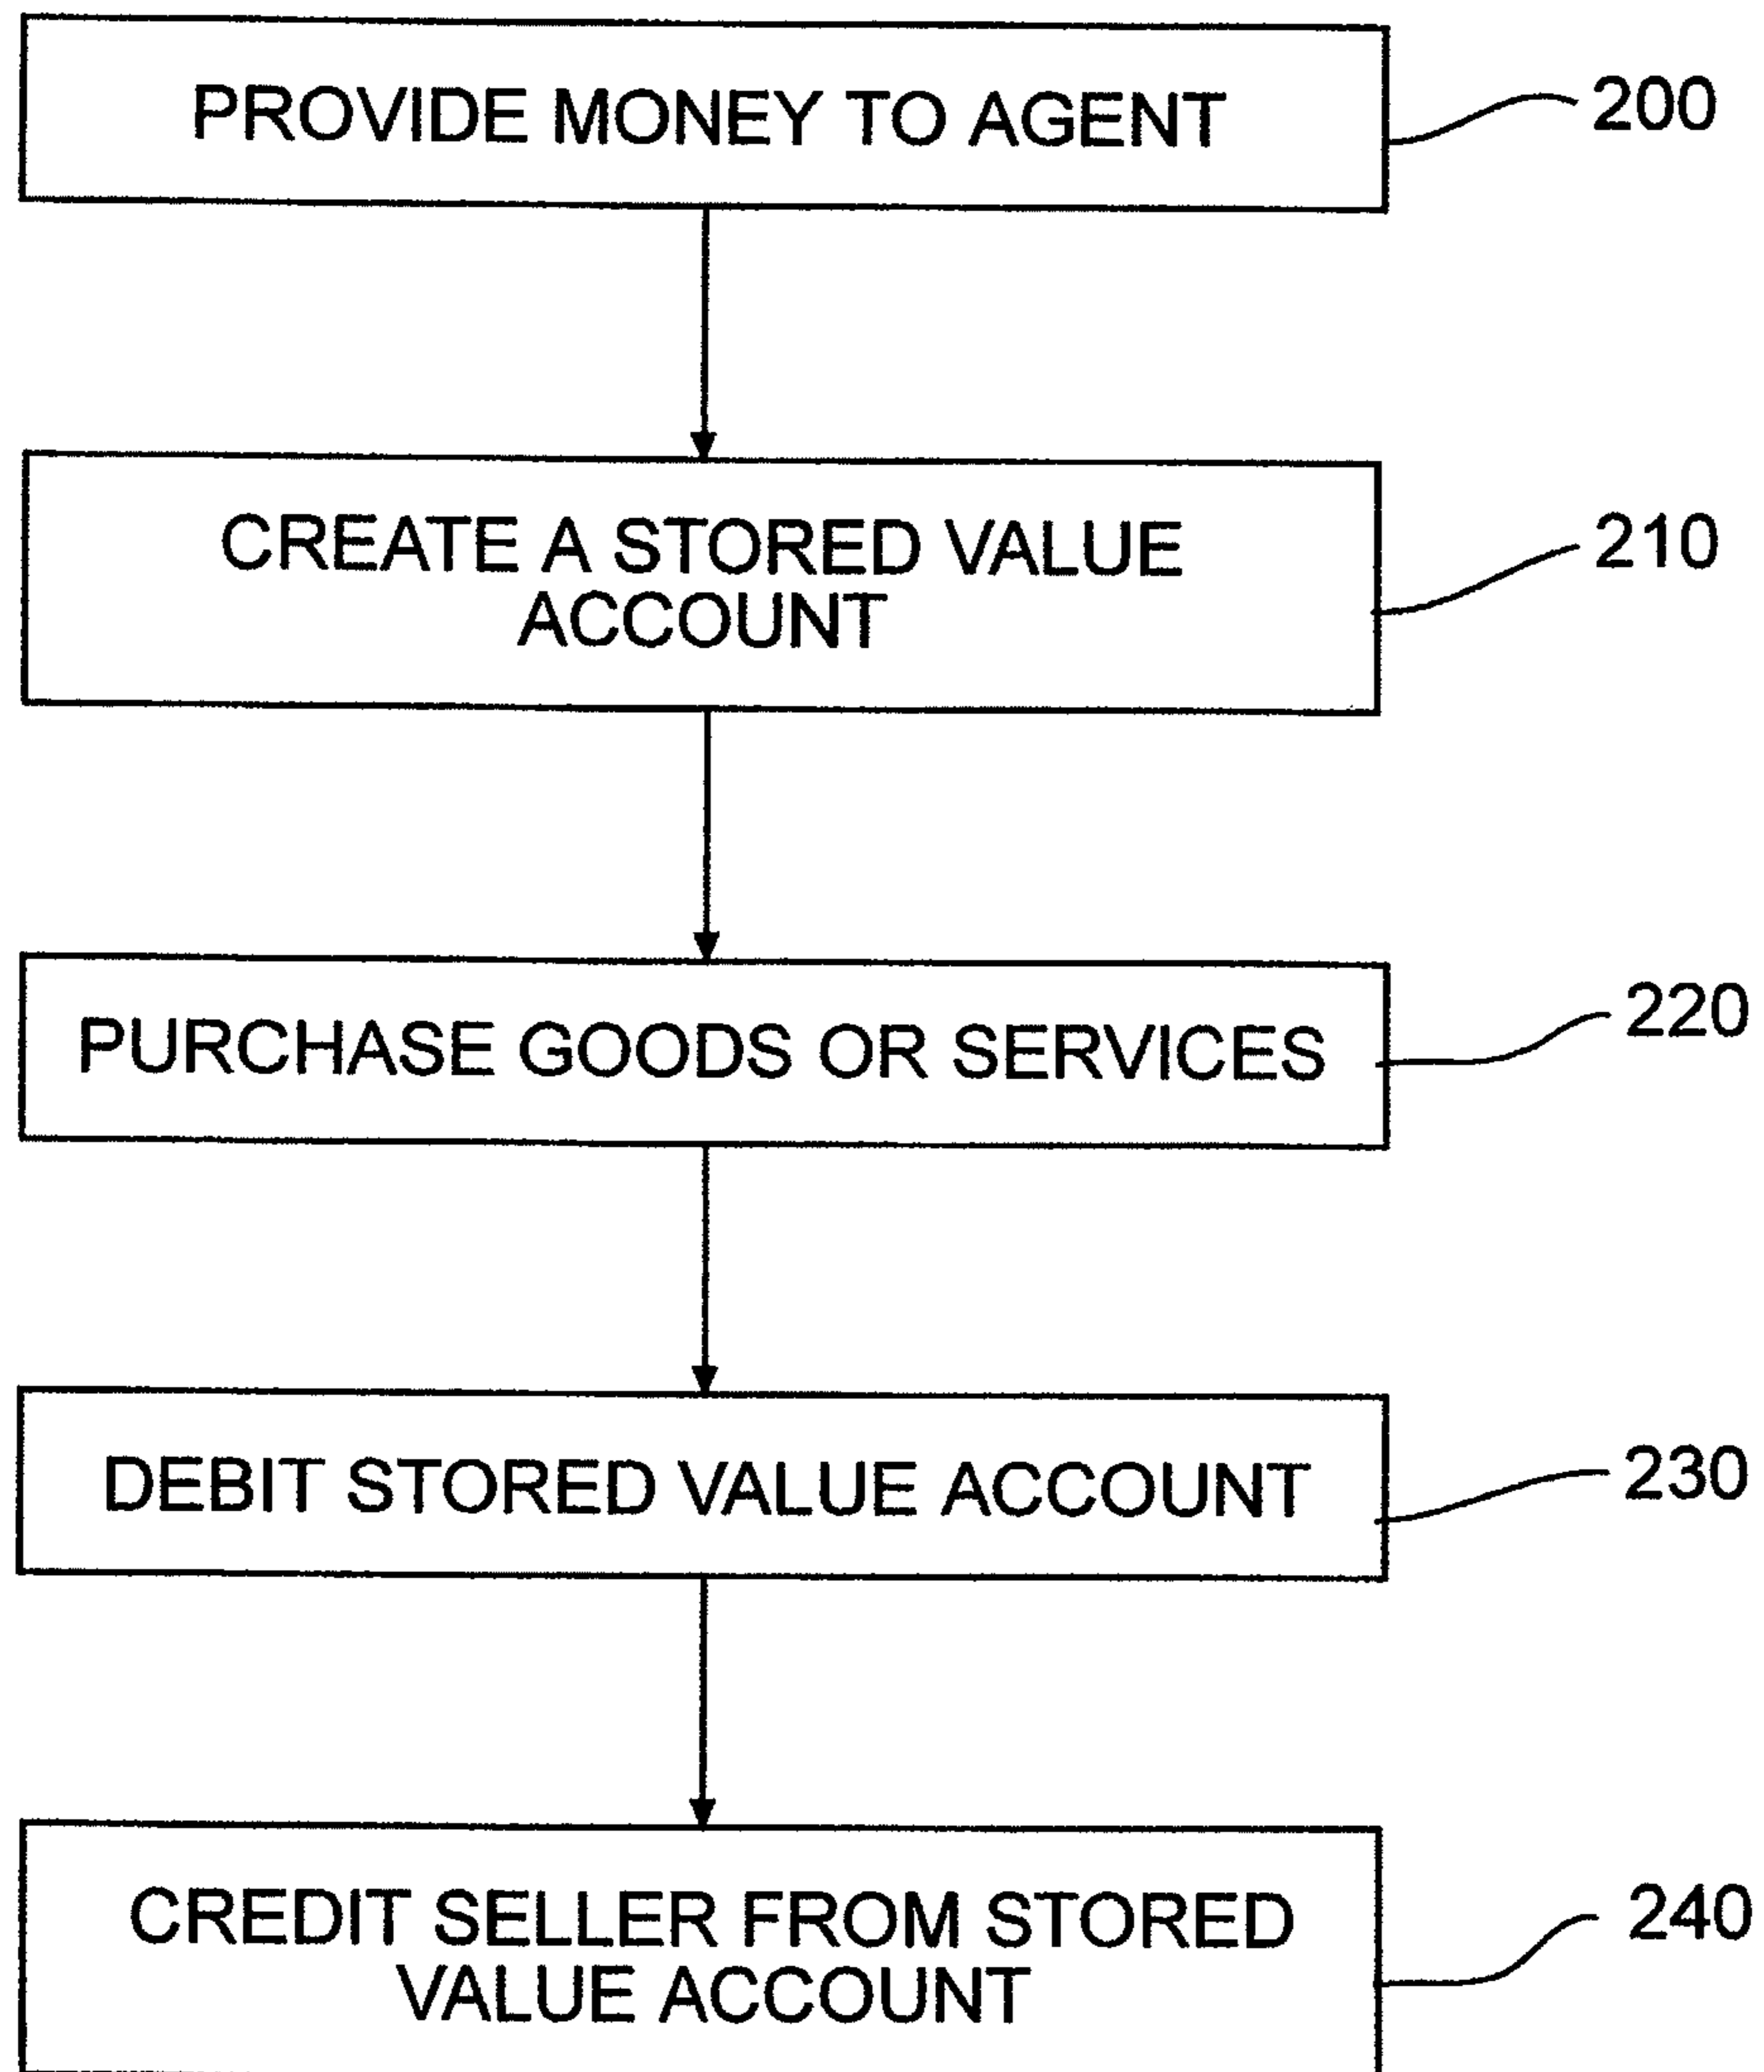 PROVIDE MONEY TO AGENT
200
CREATE A STORED VALUE
ACCOUNT
210
PURCHASE GOODS OR SERVICES
220
DEBIT STORED VALUE ACCOUNT
230
CREDIT SELLER FROM STORED
VALUE ACCOUNT
240